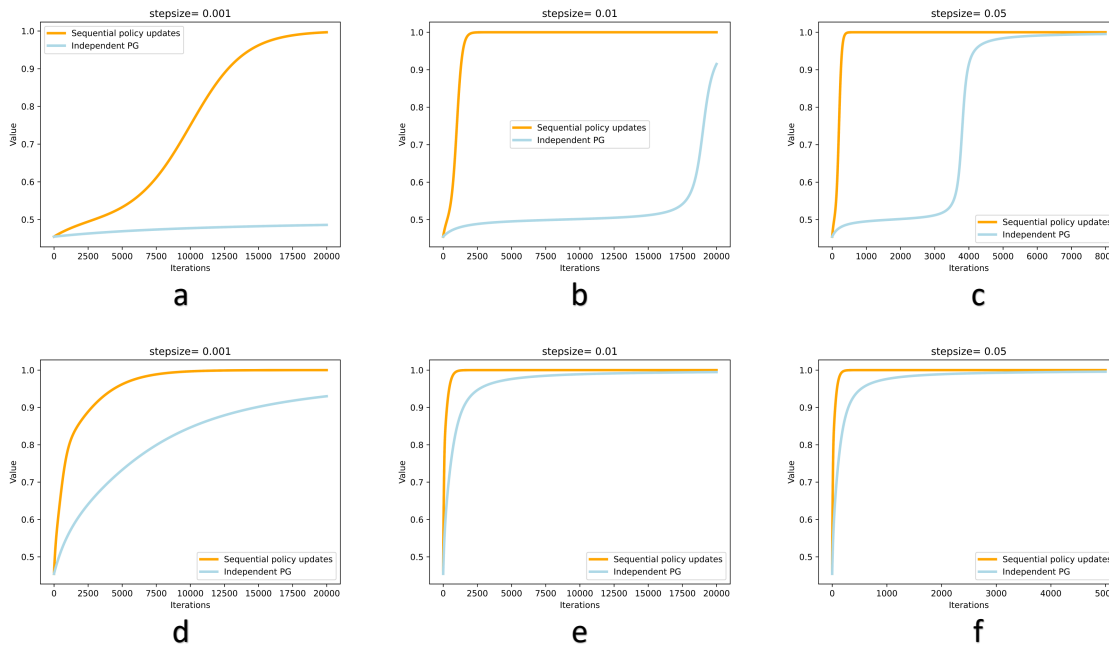 stepsize= 0.001
Value
1.0
0.9
0.8
0.7
0.6
0.5
Sequential policy updates
Independent PG
0 2500 5000 7500 10000 12500 15000 17500 20000
Iterations
a
stepsize= 0.01
Value
1.0
0.9
0.8
0.7
0.6
0.5
Sequential policy updates
Independent PG
0 2500 5000 7500 10000 12500 15000 17500 20000
Iterations
b
stepsize= 0.05
Value
1.0
0.9
0.8
0.7
0.6
0.5
Sequential policy updates
Independent PG
0 1000 2000 3000 4000 5000 6000 7000
Iterations
c
stepsize= 0.001
Value
1.0
0.9
0.8
0.7
0.6
0.5
Sequential policy updates
Independent PG
0 2500 5000 7500 10000 12500 15000 17500 20000
Iterations
d
stepsize= 0.01
Value
1.0
0.9
0.8
0.7
0.6
0.5
Sequential policy updates
Independent PG
0 2500 5000 7500 10000 12500 15000 17500 20000
Iterations
e
stepsize= 0.05
Value
1.0
0.9
0.8
0.7
0.6
0.5
Sequential policy updates
Independent PG
0 1000 2000 3000 4000
Iterations
f